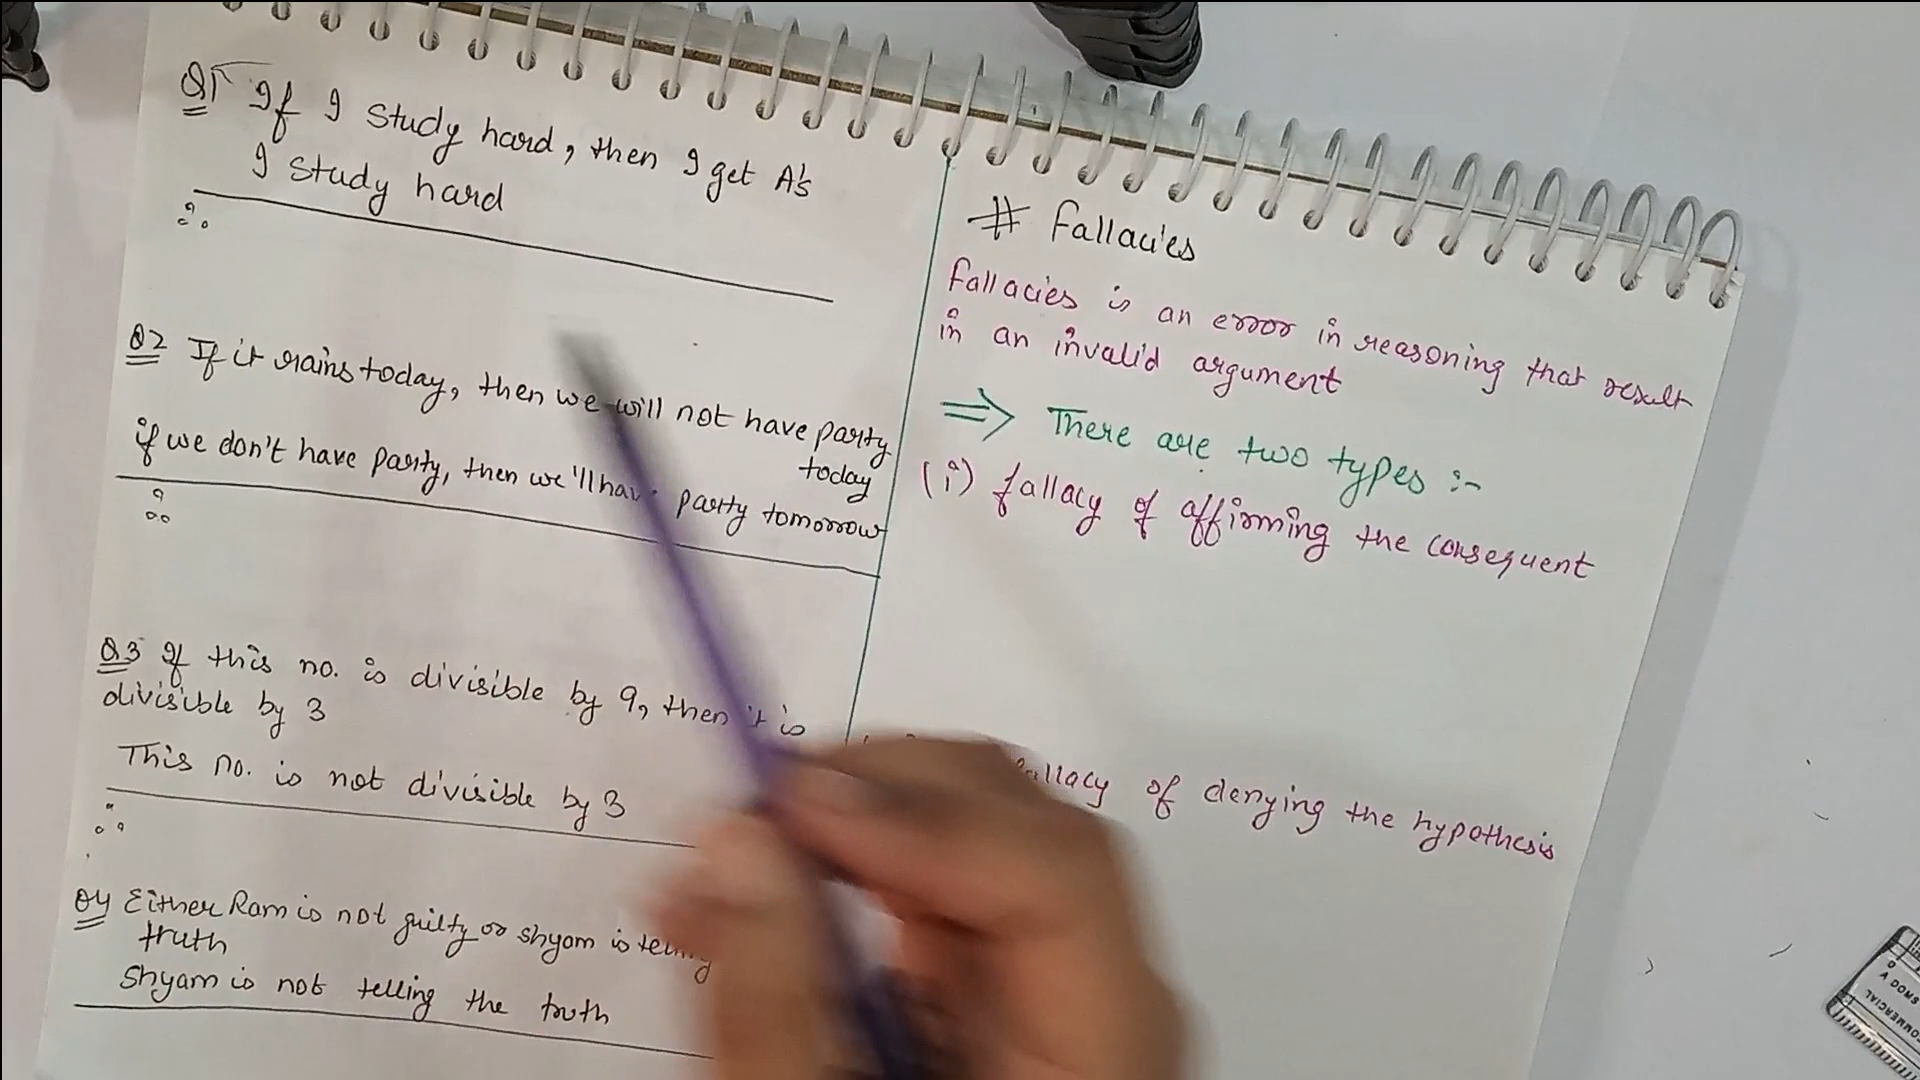 Q1 If I study hard, then I get A's
I study hard
∴
Q2 If it rains today, then we will not have party
today
if we don't have party, then we'll have party tomorrow
∴
Q3 If this no. is divisible by 9, then it is
divisible by 3
This no. is not divisible by 3
∴
Q4 Either Ram is not guilty or shyam is telling
truth
Shyam is not telling the truth
# Fallacies
Fallacies is an error in reasoning that result
in an invalid argument
⇒ There are two types :-
(i) fallacy of affirming the consequent
fallacy of denying the hypothesis